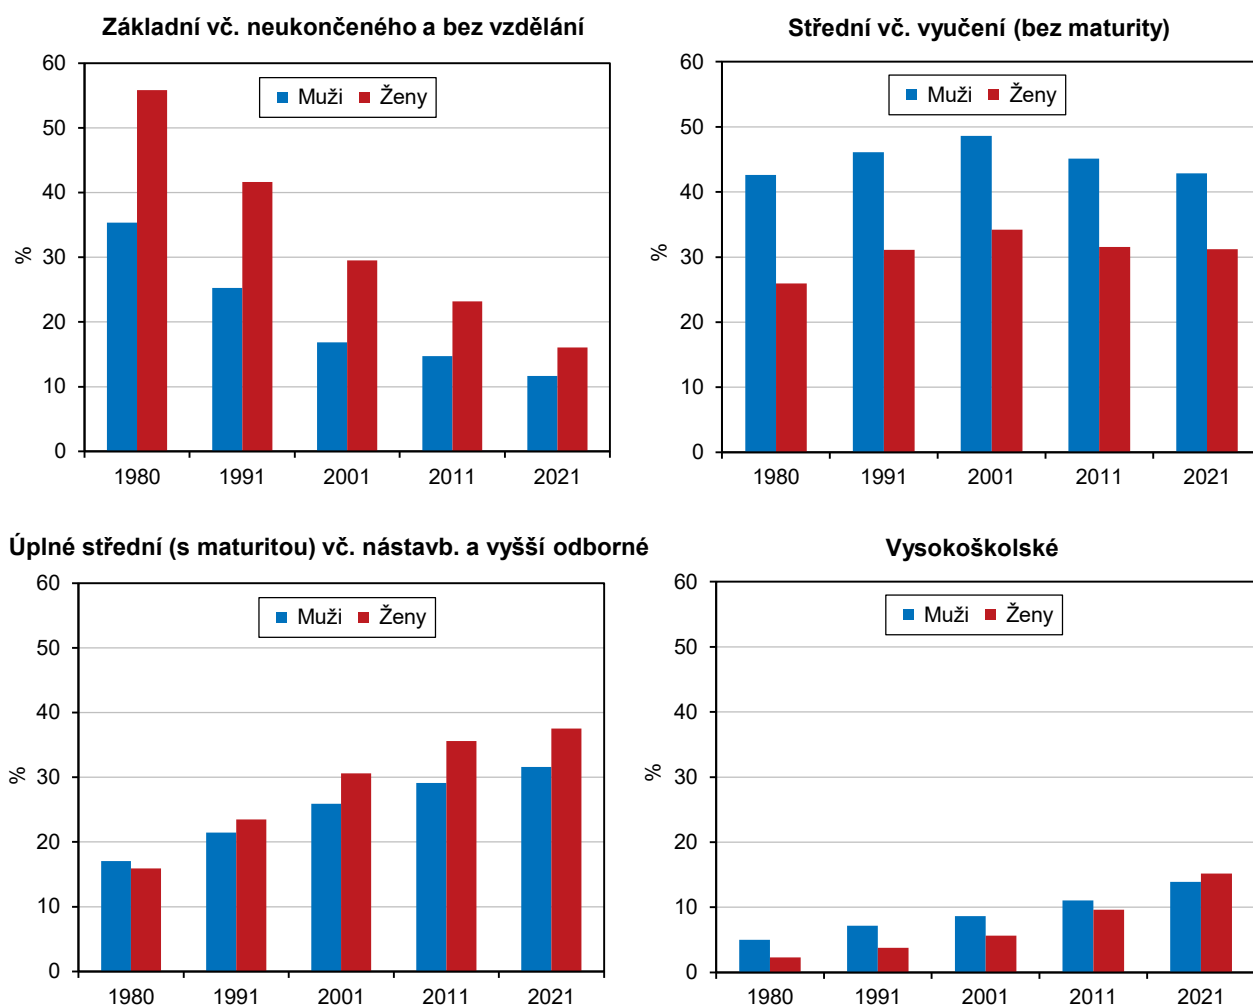 Základní vč. neukončeného a bez vzdělání
60
50
40
30
20
10
0
%
Muži Ženy
1980 1991 2001 2011 2021
Střední vč. vyučení (bez maturity)
60
50
40
30
20
10
0
%
Muži Ženy
1980 1991 2001 2011 2021
Úplné střední (s maturitou) vč. nástavb. a vyšší odborné
60
50
40
30
20
10
0
%
Muži Ženy
1980 1991 2001 2011 2021
Vysokoškolské
60
50
40
30
20
10
0
%
Muži Ženy
1980 1991 2001 2011 2021